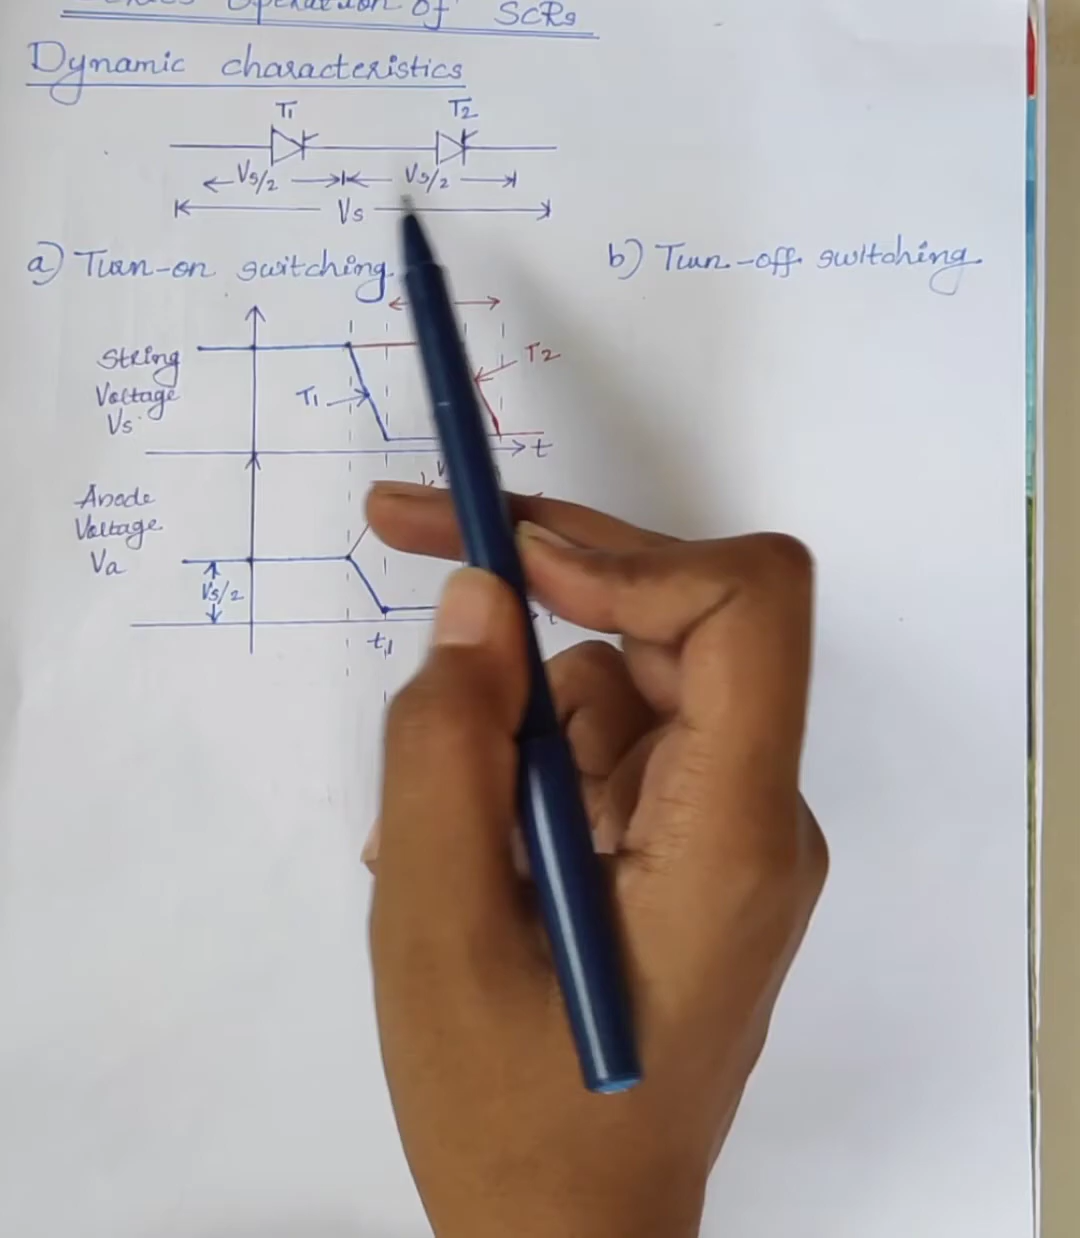 Operation of SCRs
Dynamic characteristics
T1 T2
Vs/2 Vs/2
Vs
a) Turn-on switching
b) Turn-off switching
String
Voltage
Vs
T1
T2
t
Anode
Voltage
Va
Vs/2
t1
t